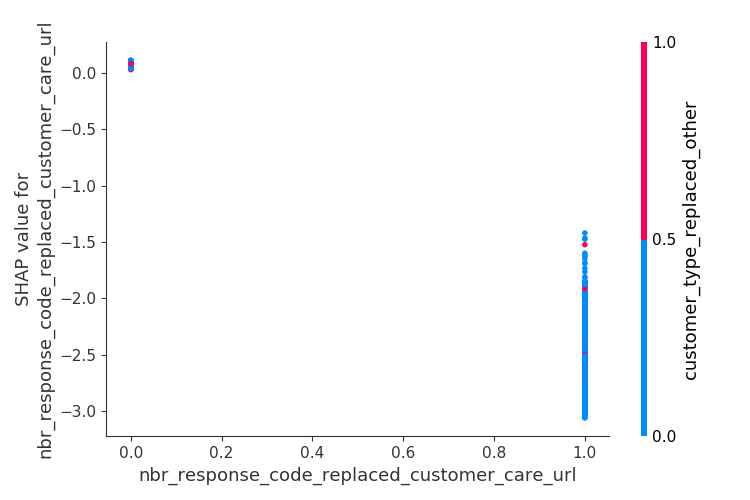 SHAP value for
nbr_response_code_replaced_customer_care_url
0.0
−0.5
−1.0
−1.5
−2.0
−2.5
−3.0
0.0 0.2 0.4 0.6 0.8 1.0
nbr_response_code_replaced_customer_care_url
1.0
0.5
0.0
customer_type_replaced_other